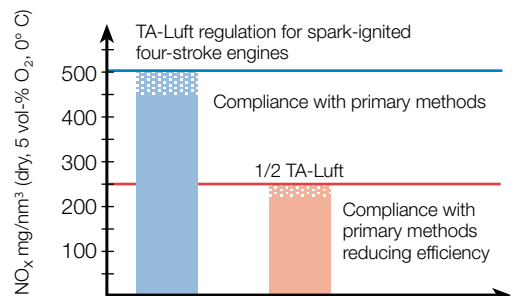 TA-Luft regulation for spark-ignited
four-stroke engines
NOx mg/nm³ (dry, 5 vol-% O₂, 0° C)
500
Compliance with primary methods
400
300
1/2 TA-Luft
200
Compliance with
primary methods
reducing efficiency
100